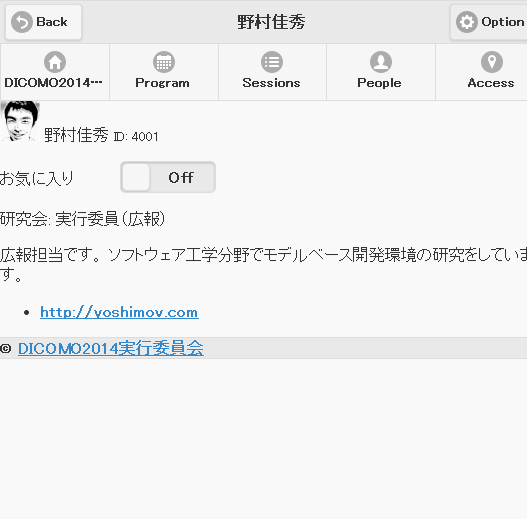 Back
野村佳秀
Option
DICOMO2014…
Program
Sessions
People
Access
野村佳秀 ID: 4001
お気に入り
Off
研究会: 実行委員（広報）
広報担当です。 ソフトウェア工学分野でモデルベース開発環境の研究をしていま
す。
http://yoshimov.com
© DICOMO2014実行委員会